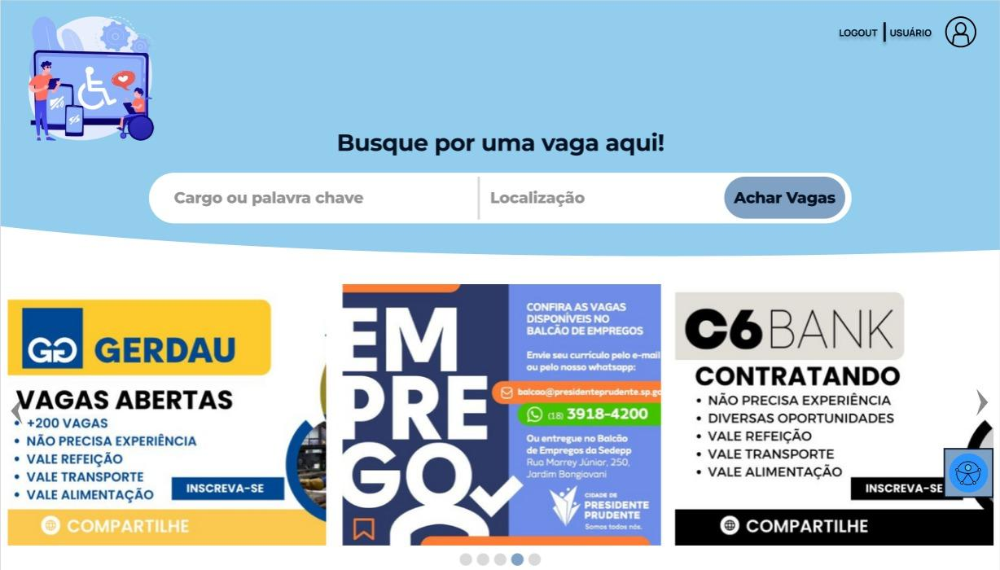 LOGOUT
USUÁRIO
Busque por uma vaga aqui!
Cargo ou palavra chave
Localização
Achar Vagas
GG GERDAU
VAGAS ABERTAS
• +200 VAGAS
• NÃO PRECISA EXPERIÊNCIA
• VALE REFEIÇÃO
• VALE TRANSPORTE
• VALE ALIMENTAÇÃO
INSCREVA-SE
COMPARTILHE
EM
PRE
GO
CONFIRA AS VAGAS
DISPONÍVEIS NO
BALCÃO DE EMPREGOS
Envie seu currículo pelo e-mail
ou pelo nosso whatsapp:
balcao@presidenteprudente.sp.go
(18) 3918-4200
Ou entregue no Balcão
de Empregos da Sedepp
Rua Marrey Júnior, 250,
Jardim Bongiovani
CIDADE DE
PRESIDENTE
PRUDENTE
Somos todos nós.
C6 BANK
CONTRATANDO
• NÃO PRECISA EXPERIÊNCIA
• DIVERSAS OPORTUNIDADES
• VALE REFEIÇÃO
• VALE TRANSPORTE
• VALE ALIMENTAÇÃO
INSCREVA-SE
COMPARTILHE